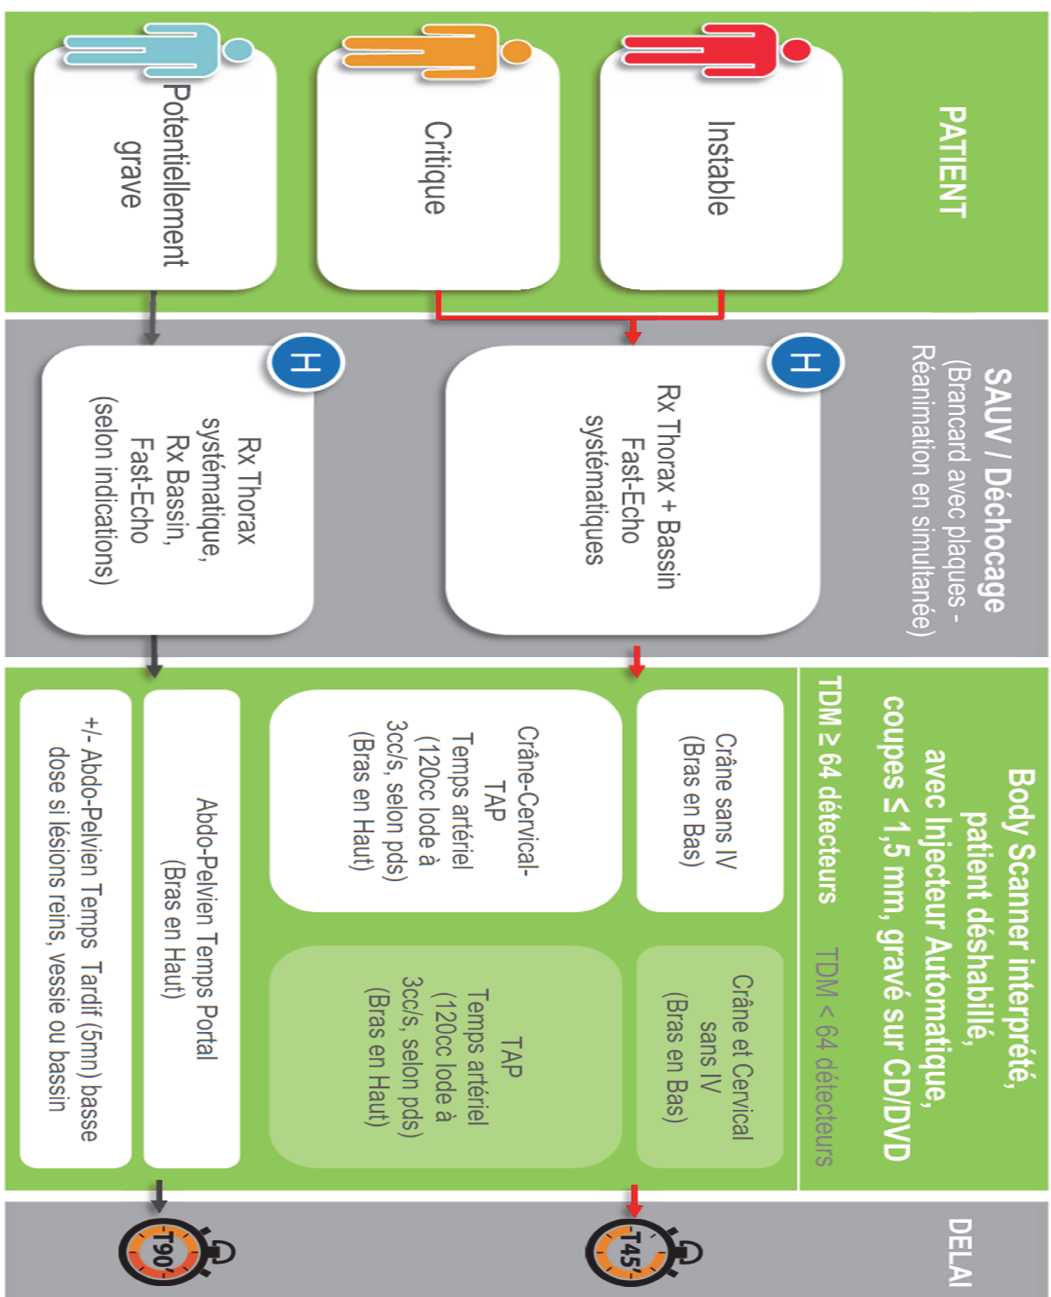 PATIENT
Instable
Critique
Potentiellement
grave
SAUV / Déchocage
(Brancard avec plaques -
Réanimation en simultanée)
H
Rx Thorax + Bassin
Fast-Echo
systématiques
H
Rx Thorax
systématique,
Rx Bassin,
Fast-Echo
(selon indications)
Body Scanner interprété,
patient déshabillé,
avec Injecteur Automatique,
coupes ≤ 1,5 mm, gravé sur CD/DVD
TDM ≥ 64 détecteurs
TDM < 64 détecteurs
Crâne sans IV
(Bras en Bas)
Crâne et Cervical
sans IV
(Bras en Bas)
Crâne-Cervical-
TAP
Temps artériel
(120cc Iode à
3cc/s, selon pds)
(Bras en Haut)
TAP
Temps artériel
(120cc Iode à
3cc/s, selon pds)
(Bras en Haut)
Abdo-Pelvien Temps Portal
(Bras en Haut)
+/- Abdo-Pelvien Temps Tardif (5mn) basse
dose si lésions reins, vessie ou bassin
DELAI
T45'
T90'